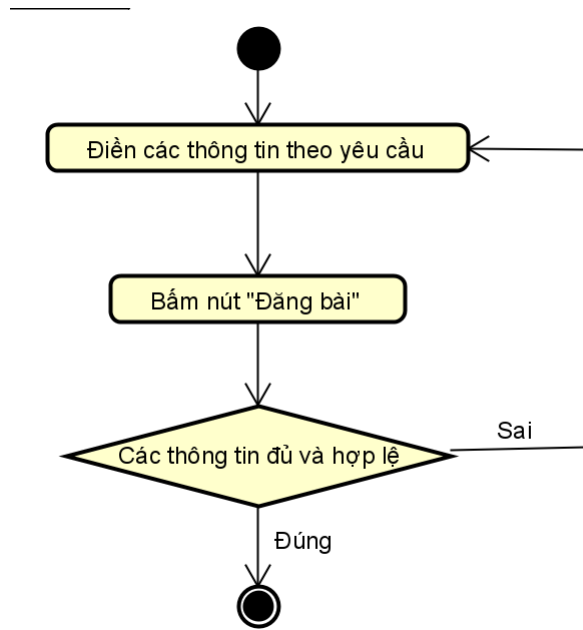 Điền các thông tin theo yêu cầu
Bấm nút "Đăng bài"
Các thông tin đủ và hợp lệ
Sai
Đúng